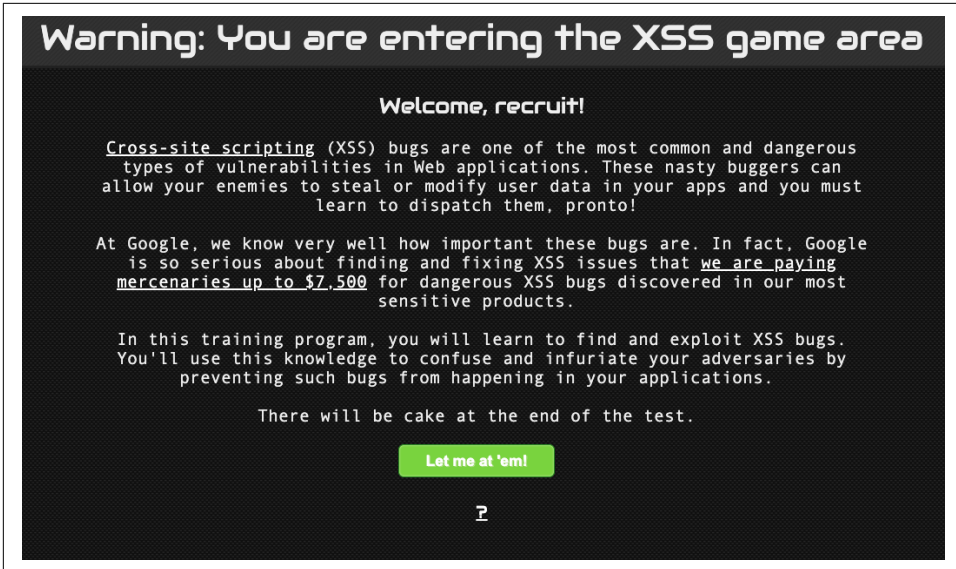 Warning: You are entering the XSS game area
Welcome, recruit!
Cross-site scripting (XSS) bugs are one of the most common and dangerous
types of vulnerabilities in Web applications. These nasty buggers can
allow your enemies to steal or modify user data in your apps and you must
learn to dispatch them, pronto!
At Google, we know very well how important these bugs are. In fact, Google
is so serious about finding and fixing XSS issues that we are paying
mercenaries up to $7,500 for dangerous XSS bugs discovered in our most
sensitive products.
In this training program, you will learn to find and exploit XSS bugs.
You'll use this knowledge to confuse and infuriate your adversaries by
preventing such bugs from happening in your applications.
There will be cake at the end of the test.
Let me at 'em!
?